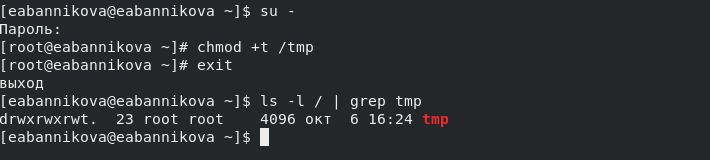 [eabannikova@eabannikova ~]$ su -
Пароль:
[root@eabannikova ~]# chmod +t /tmp
[root@eabannikova ~]# exit
выход
[eabannikova@eabannikova ~]$ ls -l / | grep tmp
drwxrwxrwt.  23 root root    4096 окт  6 16:24 tmp
[eabannikova@eabannikova ~]$